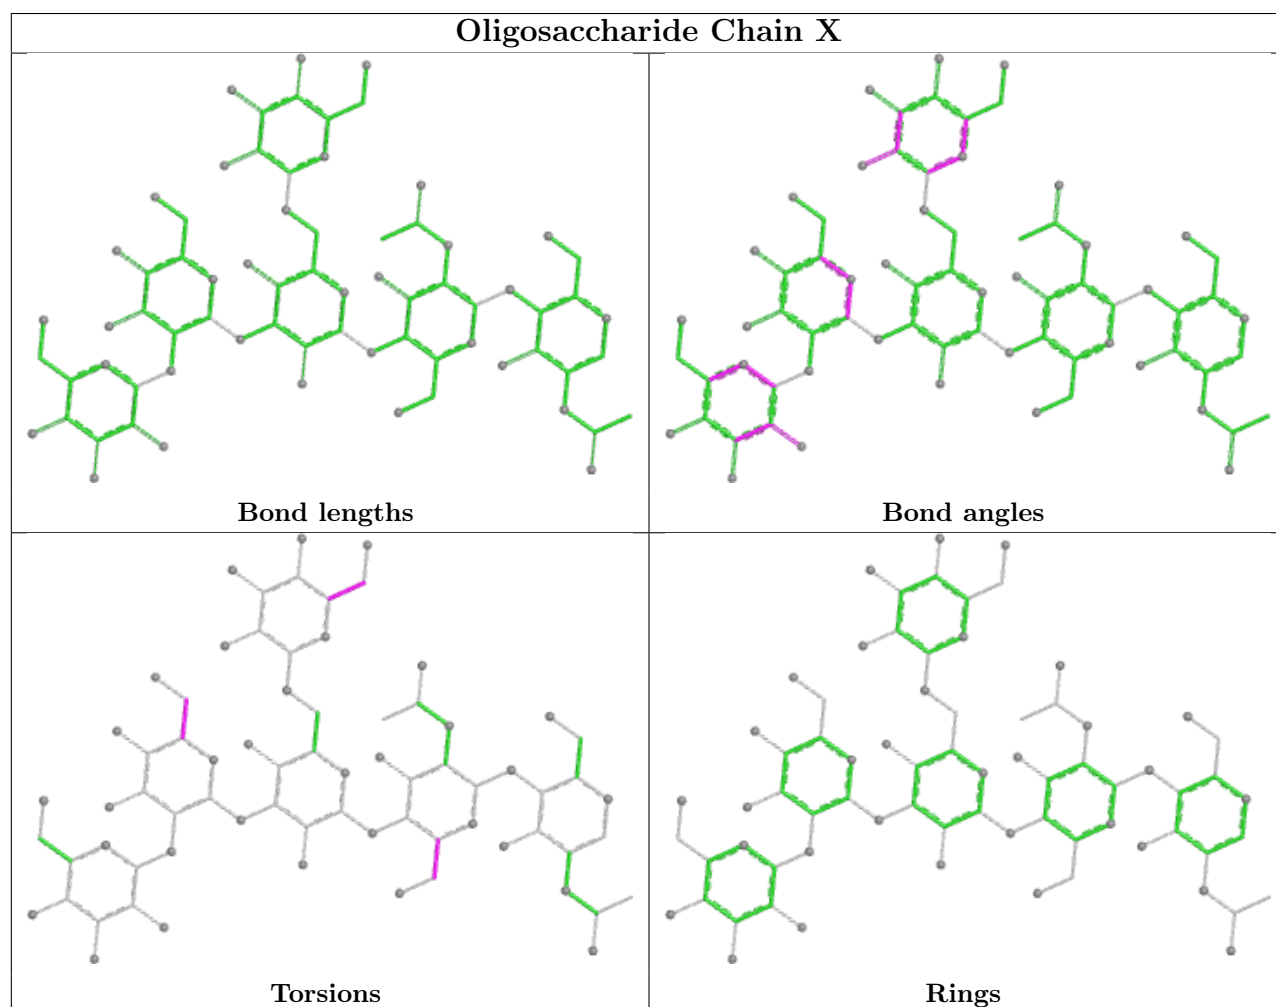 Oligosaccharide Chain X
Bond lengths
Bond angles
Torsions
Rings